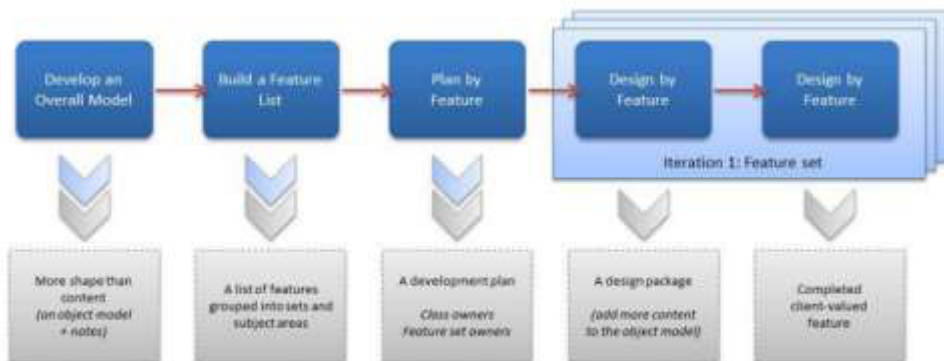 Develop an
Overall Model
Build a Feature
List
Plan by
Feature
Design by
Feature
Design by
Feature
Iteration 1: Feature set
More shape than
content
(an object model
+ notes)
A list of features
grouped into sets and
subject areas
A development plan
Class owners
Feature set owners
A design package
(add more content
to the object model)
Completed
client-valued
feature